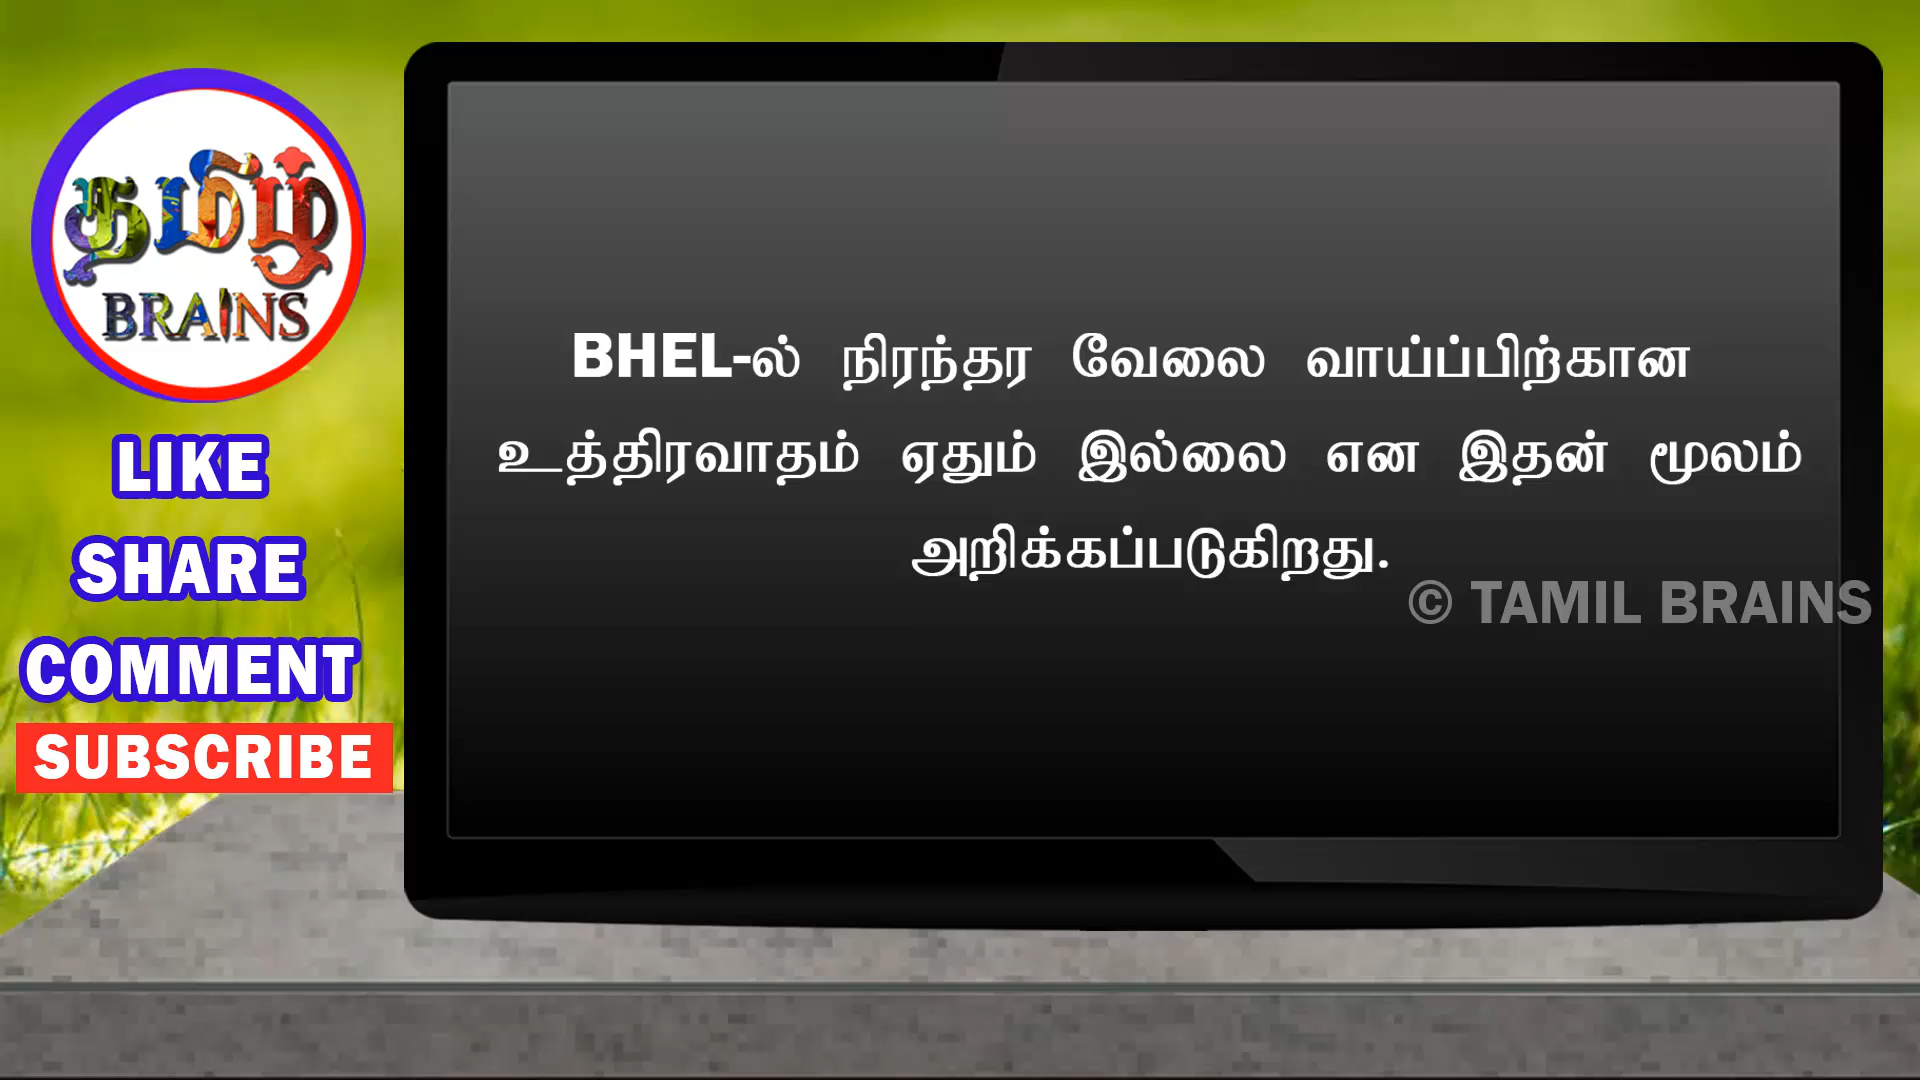 தமிழ்
BRAINS
LIKE
SHARE
COMMENT
SUBSCRIBE
BHEL-ல் நிரந்தர வேலை வாய்ப்பிற்கான
உத்திரவாதம் ஏதும் இல்லை என இதன் மூலம்
அறிக்கப்படுகிறது.
© TAMIL BRAINS